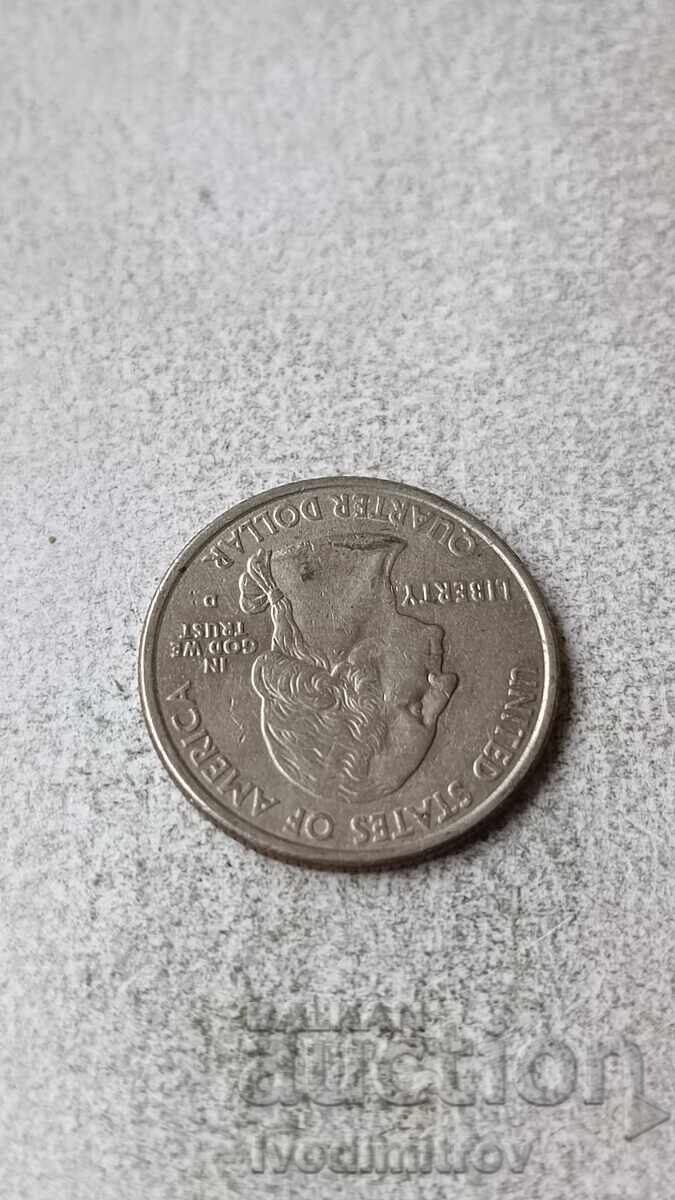 UNITED STATES OF AMERICA
LIBERTY
IN
GOD WE
TRUST
D
QUARTER DOLLAR
BALKAN
auction
ivodimitrov